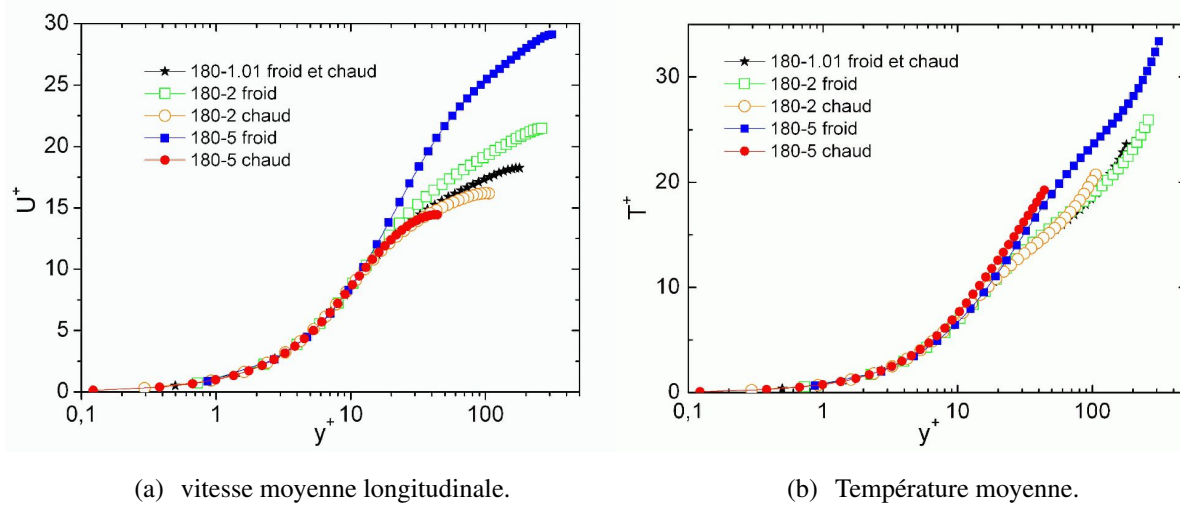 30
25
20
15
10
5
0
U+
180-1.01 froid et chaud
180-2 froid
180-2 chaud
180-5 froid
180-5 chaud
0,1 1 10 100
y+
30
20
10
0
T+
180-1.01 froid et chaud
180-2 froid
180-2 chaud
180-5 froid
180-5 chaud
0,1 1 10 100
y+
(a) vitesse moyenne longitudinale.
(b) Température moyenne.